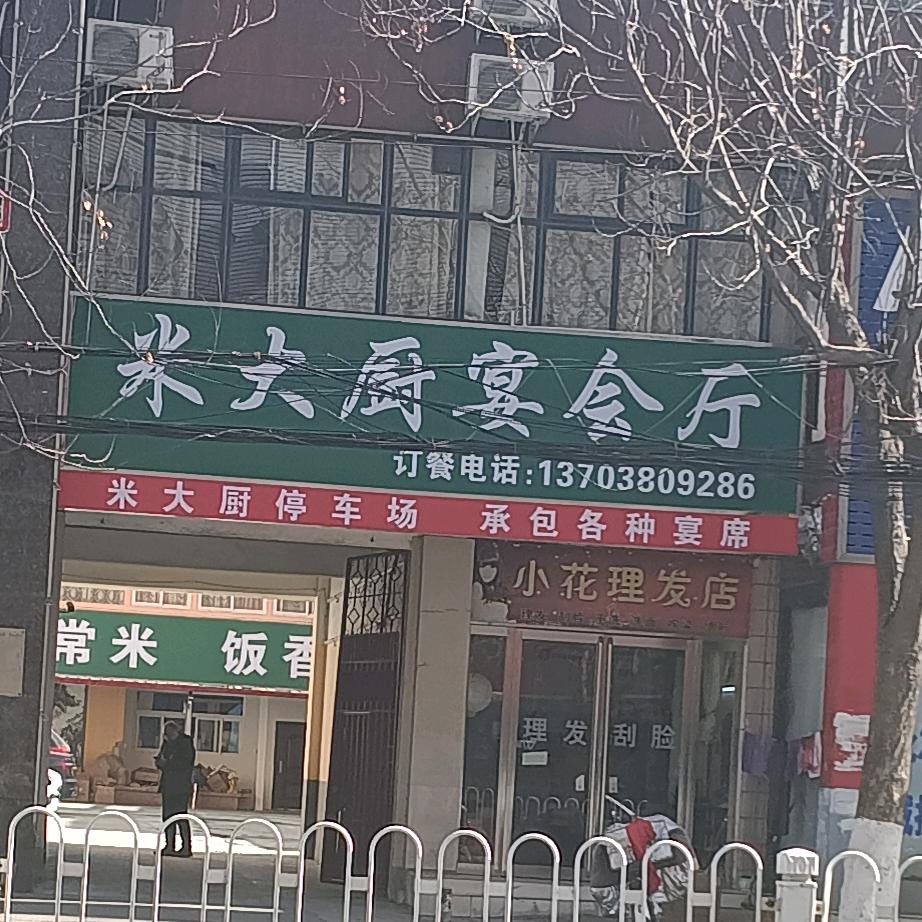 米大厨宴会厅
订餐电话:13703809286
米大厨停车场 承包各种宴席
小花理发店
常米 饭香
理发 刮脸